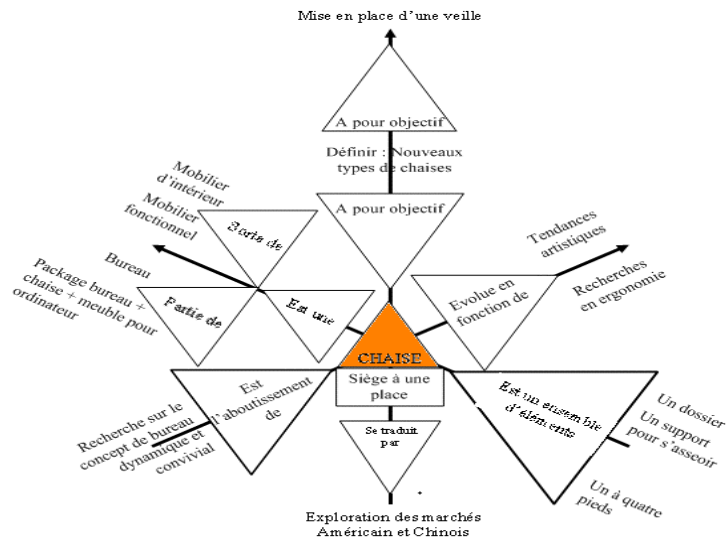 Mise en place d'une veille
A pour objectif
Définir : Nouveaux
types de chaises
A pour objectif
Mobilier
d'intérieur
Mobilier
fonctionnel
Sorte de
Bureau
Package bureau +
chaise + meuble pour
ordinateur
Partie de
Est une
Evolue en
fonction de
Tendances
artistiques
Recherches
en ergonomie
CHAISE
Siège à une
place
Est
l'aboutissement
de
Recherche sur le
concept de bureau
dynamique et
convivial
Se traduit
par
Est un ensemble
d'éléments
Un dossier
Un support
pour s'asseoir
Un à quatre
pieds
Exploration des marchés
Américain et Chinois